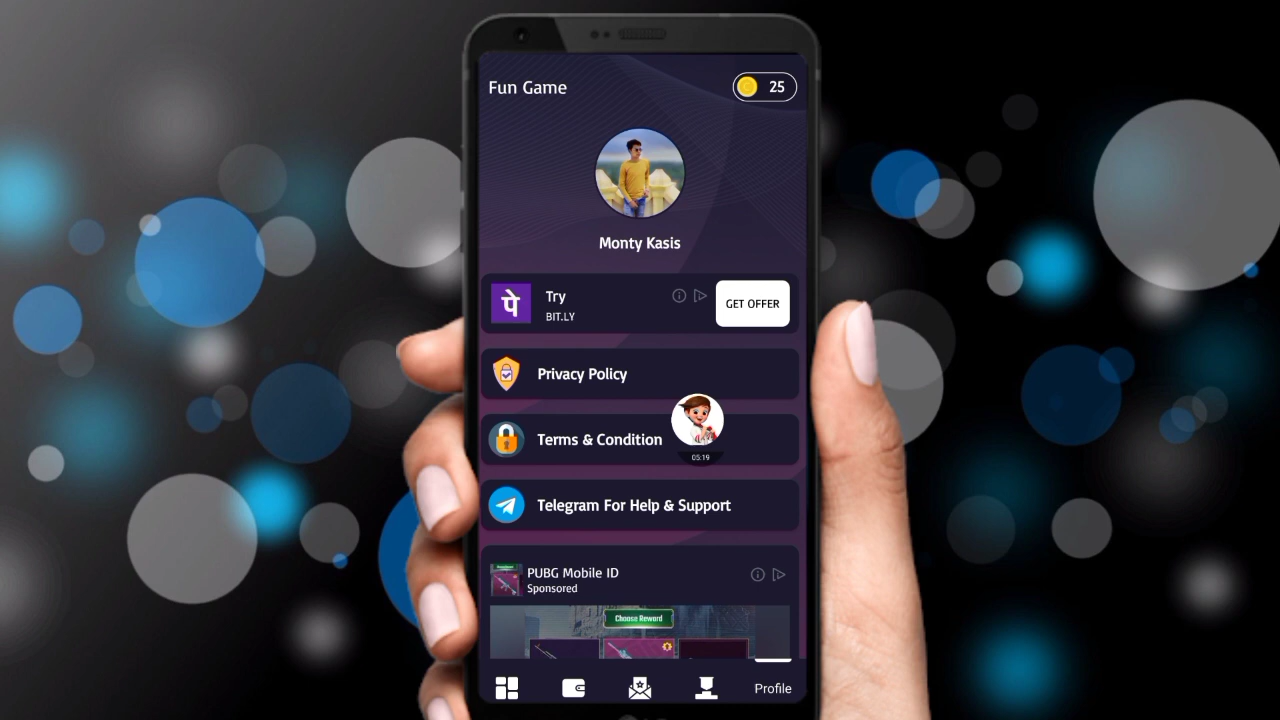 Fun Game
25
Monty Kasis
पे
Try
BIT.LY
GET OFFER
Privacy Policy
Terms & Condition
05:19
Telegram For Help & Support
PUBG Mobile ID
Sponsored
Choose Reward
Profile